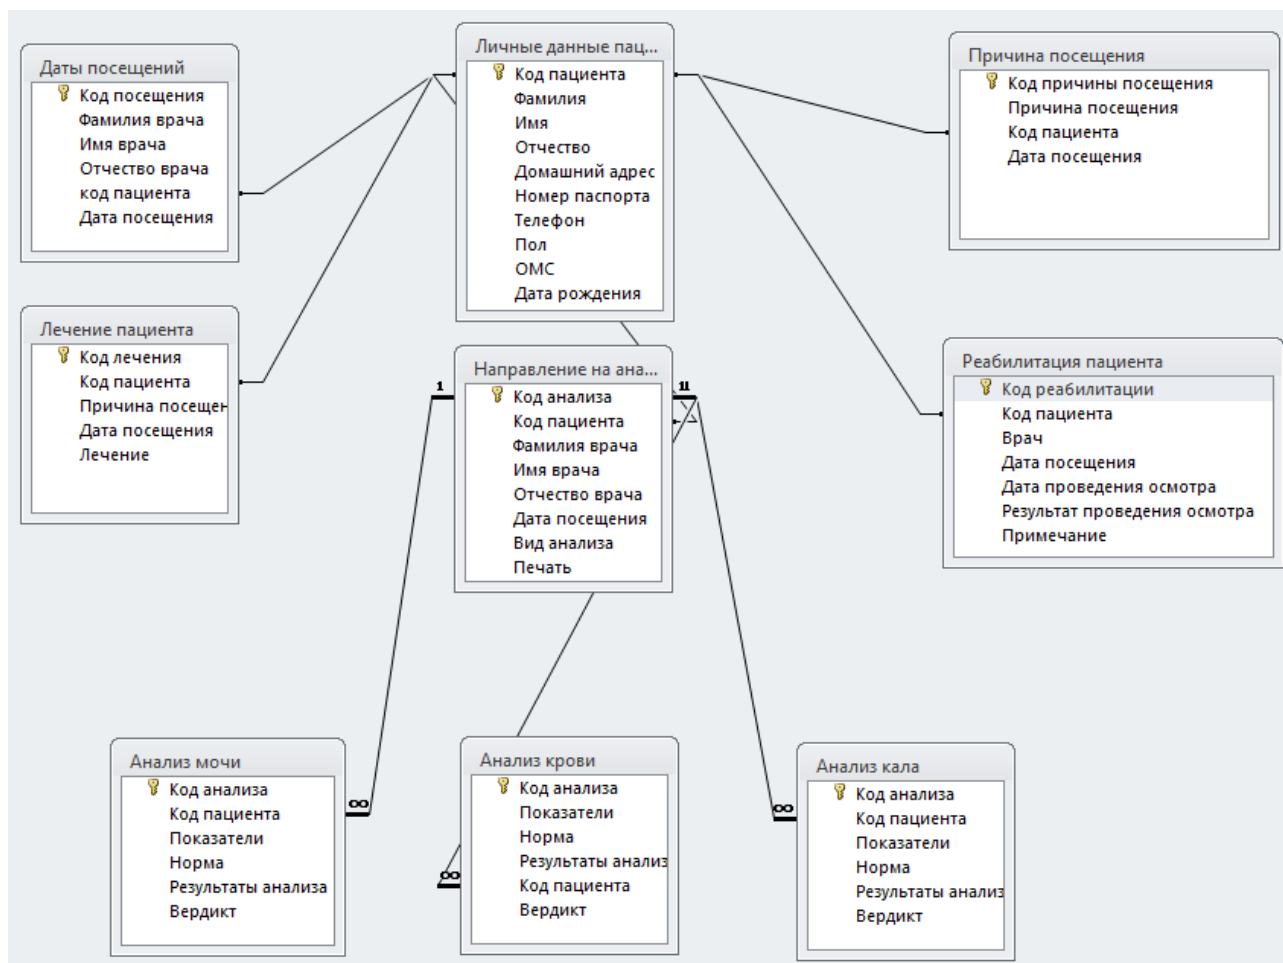 Даты посещений
Код посещения
Фамилия врача
Имя врача
Отчество врача
код пациента
Дата посещения
Личные данные пац...
Код пациента
Фамилия
Имя
Отчество
Домашний адрес
Номер паспорта
Телефон
Пол
ОМС
Дата рождения
Причина посещения
Код причины посещения
Причина посещения
Код пациента
Дата посещения
Лечение пациента
Код лечения
Код пациента
Причина посещен
Дата посещения
Лечение
1
Направление на ана...
Код анализа
Код пациента
Фамилия врача
Имя врача
Отчество врача
Дата посещения
Вид анализа
Печать
11
Реабилитация пациента
Код реабилитации
Код пациента
Врач
Дата посещения
Дата проведения осмотра
Результат проведения осмотра
Примечание
Анализ мочи
Код анализа
Код пациента
Показатели
Норма
Результаты анализа
Вердикт
∞
Анализ крови
Код анализа
Показатели
Норма
Результаты анализ
Код пациента
Вердикт
∞
Анализ кала
Код анализа
Код пациента
Показатели
Норма
Результаты анализ
Вердикт
∞